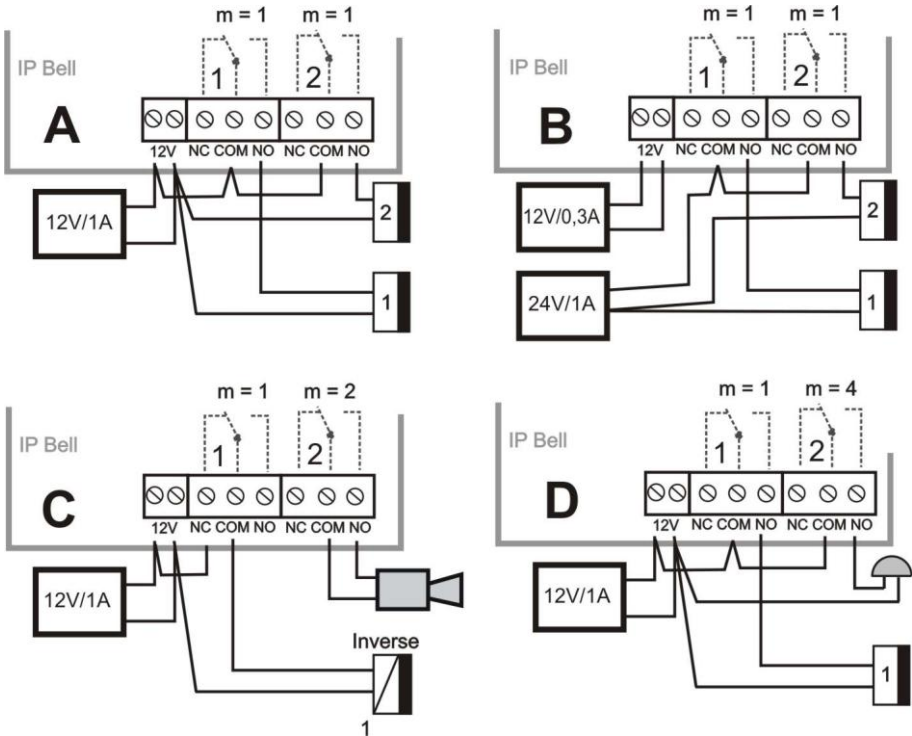 m = 1 m = 1
IP Bell
1 2
A
12V NC COM NO NC COM NO
12V/1A
2
1
m = 1 m = 1
IP Bell
1 2
B
12V NC COM NO NC COM NO
12V/0,3A
2
24V/1A
1
m = 1 m = 2
IP Bell
1 2
C
12V NC COM NO NC COM NO
12V/1A
Inverse
1
m = 1 m = 4
IP Bell
1 2
D
12V NC COM NO NC COM NO
12V/1A
1